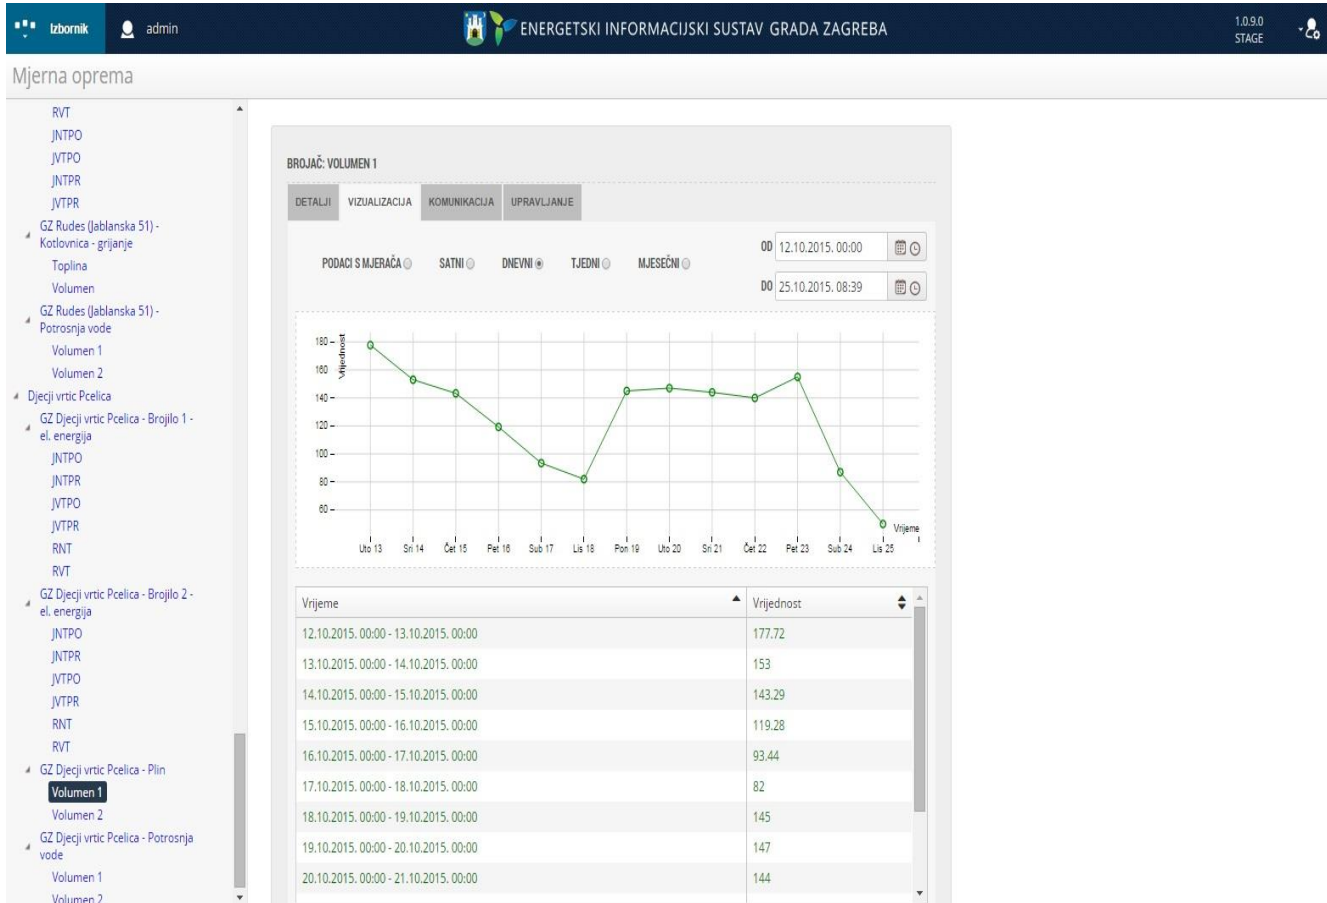 Izbornik
admin
ENERGETSKI INFORMACIJSKI SUSTAV GRADA ZAGREBA
1.0.9.0
STAGE
Mjerna oprema
RVT
JNTPO
JVTPO
JNTPR
JVTPR
GZ Rudes (Jablanska 51) -
Kotlovnica - grijanje
Toplina
Volumen
GZ Rudes (Jablanska 51) -
Potrosnja vode
Volumen 1
Volumen 2
Djecji vrtic Pcelica
GZ Djecji vrtic Pcelica - Brojilo 1 -
el. energija
JNTPO
JNTPR
JVTPO
JVTPR
RNT
RVT
GZ Djecji vrtic Pcelica - Brojilo 2 -
el. energija
JNTPO
JNTPR
JVTPO
JVTPR
RNT
RVT
GZ Djecji vrtic Pcelica - Plin
Volumen 1
Volumen 2
GZ Djecji vrtic Pcelica - Potrosnja
vode
Volumen 1
Volumen 2
BROJAČ: VOLUMEN 1
DETALJI VIZUALIZACIJA KOMUNIKACIJA UPRAVLJANJE
PODACI S MJERAČA SATNI DNEVNI TJEDNI MJESEČNI
OD 12.10.2015. 00:00
DO 25.10.2015. 08:39
Vrijednost
180
160
140
120
100
80
60
Vrijeme
Uto 13 Sri 14 Čet 15 Pet 16 Sub 17 Lis 18 Pon 19 Uto 20 Sri 21 Čet 22 Pet 23 Sub 24 Lis 25
Vrijeme Vrijednost
12.10.2015. 00:00 - 13.10.2015. 00:00 177.72
13.10.2015. 00:00 - 14.10.2015. 00:00 153
14.10.2015. 00:00 - 15.10.2015. 00:00 143.29
15.10.2015. 00:00 - 16.10.2015. 00:00 119.28
16.10.2015. 00:00 - 17.10.2015. 00:00 93.44
17.10.2015. 00:00 - 18.10.2015. 00:00 82
18.10.2015. 00:00 - 19.10.2015. 00:00 145
19.10.2015. 00:00 - 20.10.2015. 00:00 147
20.10.2015. 00:00 - 21.10.2015. 00:00 144